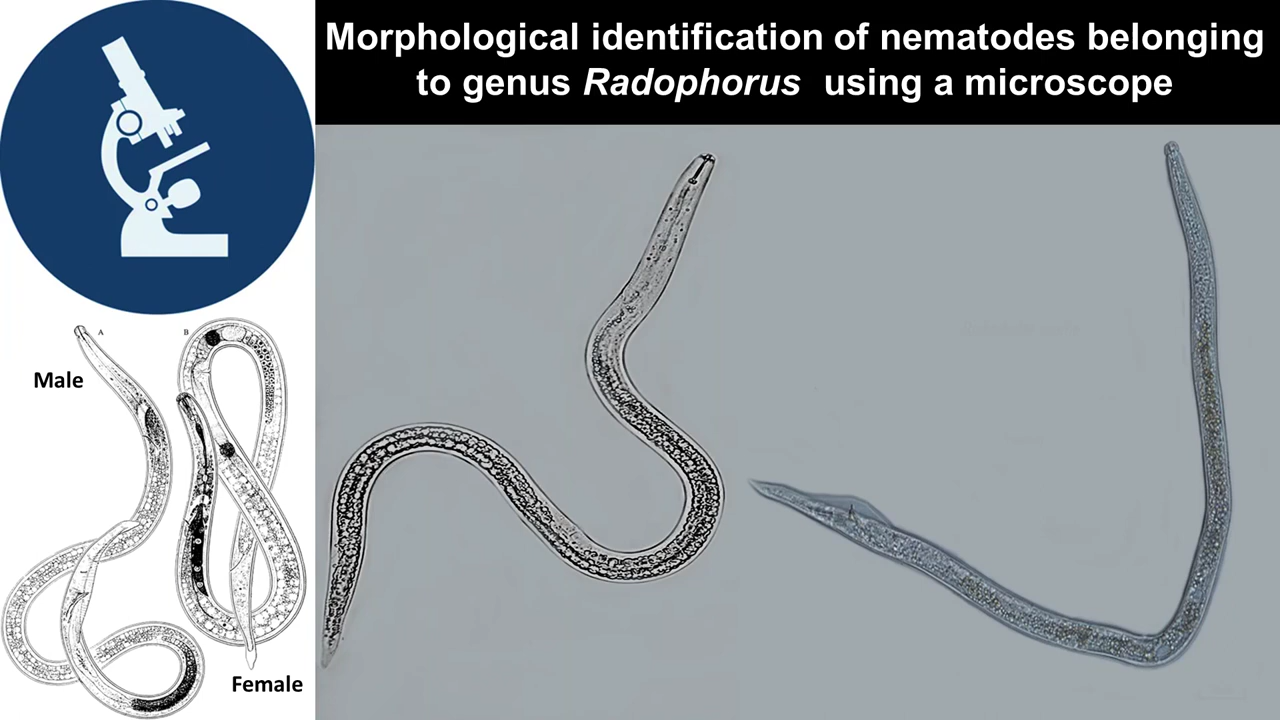 Morphological identification of nematodes belonging
to genus Radophorus using a microscope
A
B
Male
Female